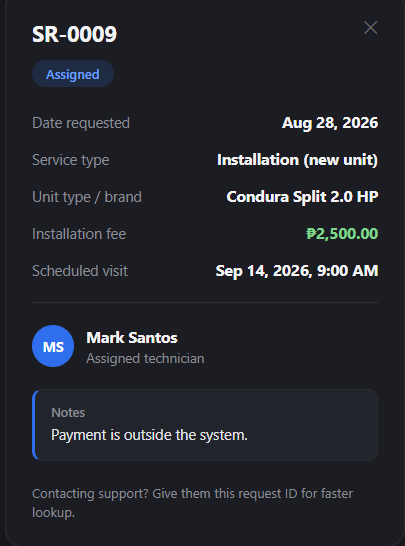 SR-0009
Assigned
Date requested Aug 28, 2026
Service type Installation (new unit)
Unit type / brand Condura Split 2.0 HP
Installation fee ₱2,500.00
Scheduled visit Sep 14, 2026, 9:00 AM
MS Mark Santos
Assigned technician
Notes
Payment is outside the system.
Contacting support? Give them this request ID for faster
lookup.